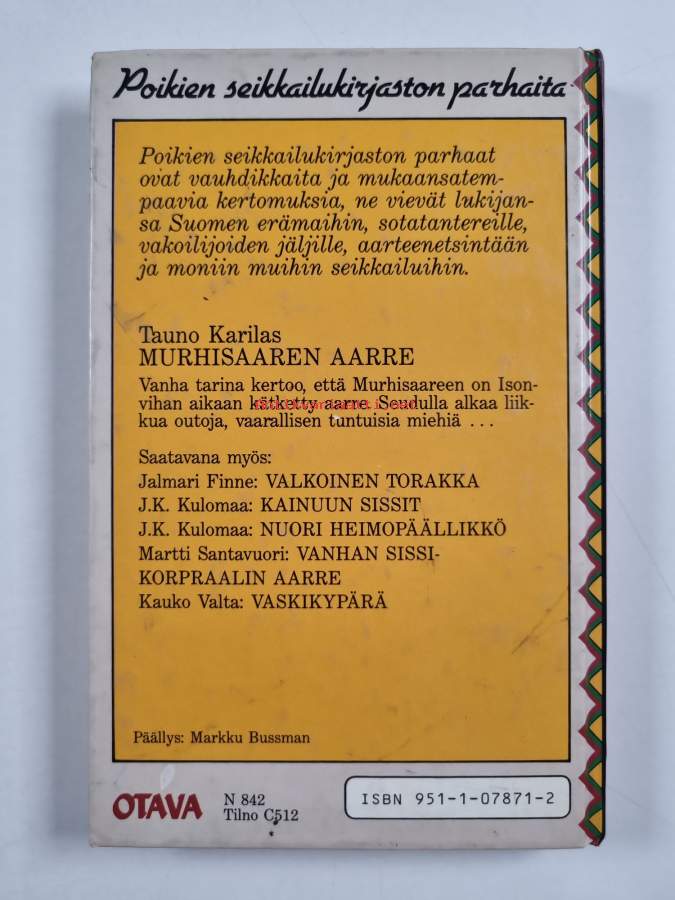 Poikien seikkailukirjaston parhaita
Poikien seikkailukirjaston parhaat
ovat vauhdikkaita ja mukaansatem-
paavia kertomuksia, ne vievät lukijan-
sa Suomen erämaihin, sotatantereille,
vakoilijoiden jäljille, aarteenetsintään
ja moniin muihin seikkailuihin.
Tauno Karilas
MURHISAAREN AARRE
Vanha tarina kertoo, että Murhisaareen on Ison-
vihan aikaan kätketty aarre. Seudulla alkaa liik-
kua outoja, vaarallisen tuntuisia miehiä ...
Saatavana myös:
Jalmari Finne: VALKOINEN TORAKKA
J.K. Kulomaa: KAINUUN SISSIT
J.K. Kulomaa: NUORI HEIMOPÄÄLLIKKÖ
Martti Santavuori: VANHAN SISSI-
KORPRAALIN AARRE
Kauko Valta: VASKIKYPÄRÄ
Päällys: Markku Bussman
OTAVA
N 842
Tilno C512
ISBN 951-1-07871-2